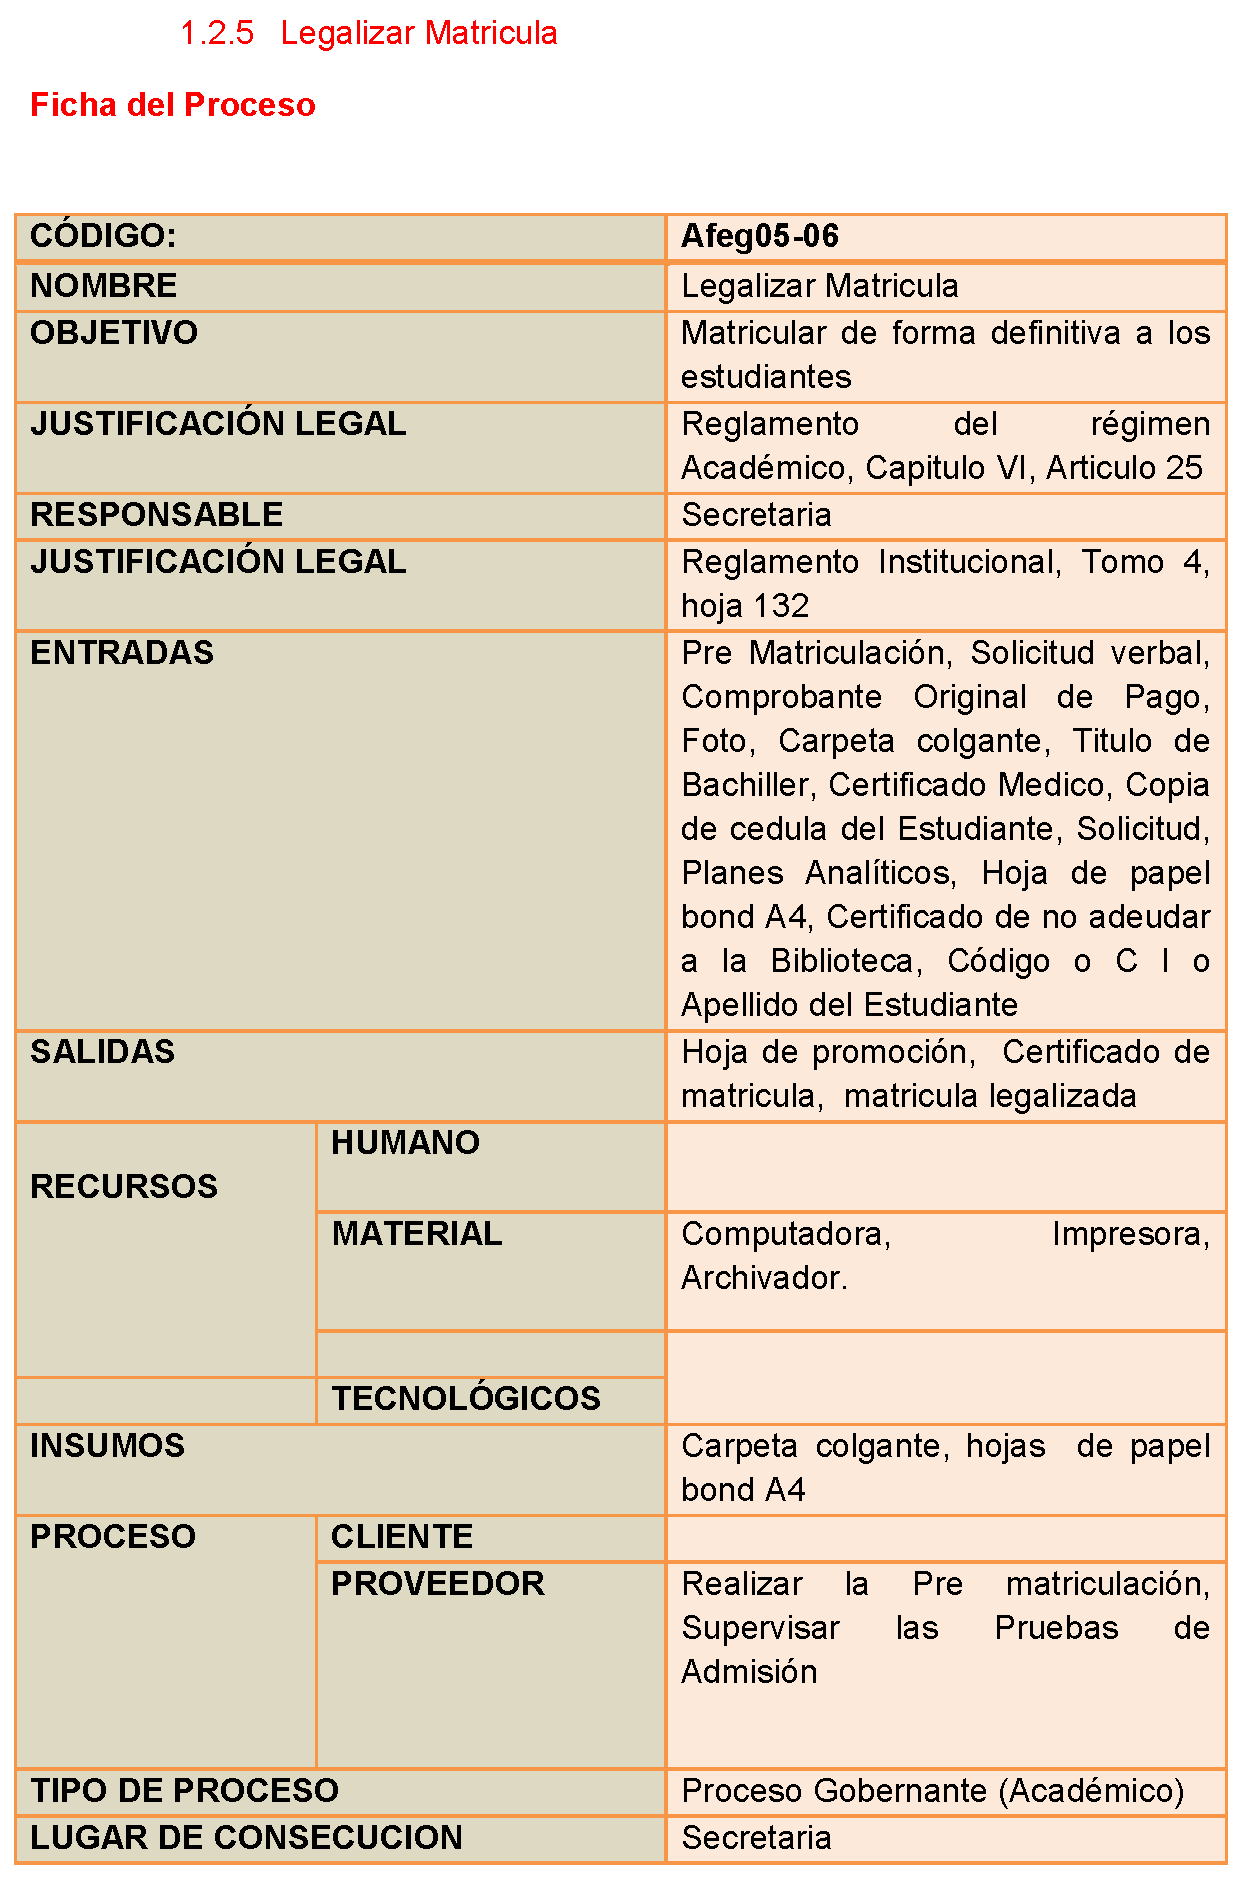 1.2.5 Legalizar Matricula
Ficha del Proceso
CÓDIGO: Afeg05-06
NOMBRE Legalizar Matricula
OBJETIVO Matricular de forma definitiva a los
estudiantes
JUSTIFICACIÓN LEGAL Reglamento del régimen
Académico, Capitulo VI, Articulo 25
RESPONSABLE Secretaria
JUSTIFICACIÓN LEGAL Reglamento Institucional, Tomo 4,
hoja 132
ENTRADAS Pre Matriculación, Solicitud verbal,
Comprobante Original de Pago,
Foto, Carpeta colgante, Titulo de
Bachiller, Certificado Medico, Copia
de cedula del Estudiante, Solicitud,
Planes Analíticos, Hoja de papel
bond A4, Certificado de no adeudar
a la Biblioteca, Código o C I o
Apellido del Estudiante
SALIDAS Hoja de promoción, Certificado de
matricula, matricula legalizada
HUMANO
RECURSOS
MATERIAL Computadora, Impresora,
Archivador.
TECNOLÓGICOS
INSUMOS Carpeta colgante, hojas de papel
bond A4
PROCESO CLIENTE
PROVEEDOR Realizar la Pre matriculación,
Supervisar las Pruebas de
Admisión
TIPO DE PROCESO Proceso Gobernante (Académico)
LUGAR DE CONSECUCION Secretaria